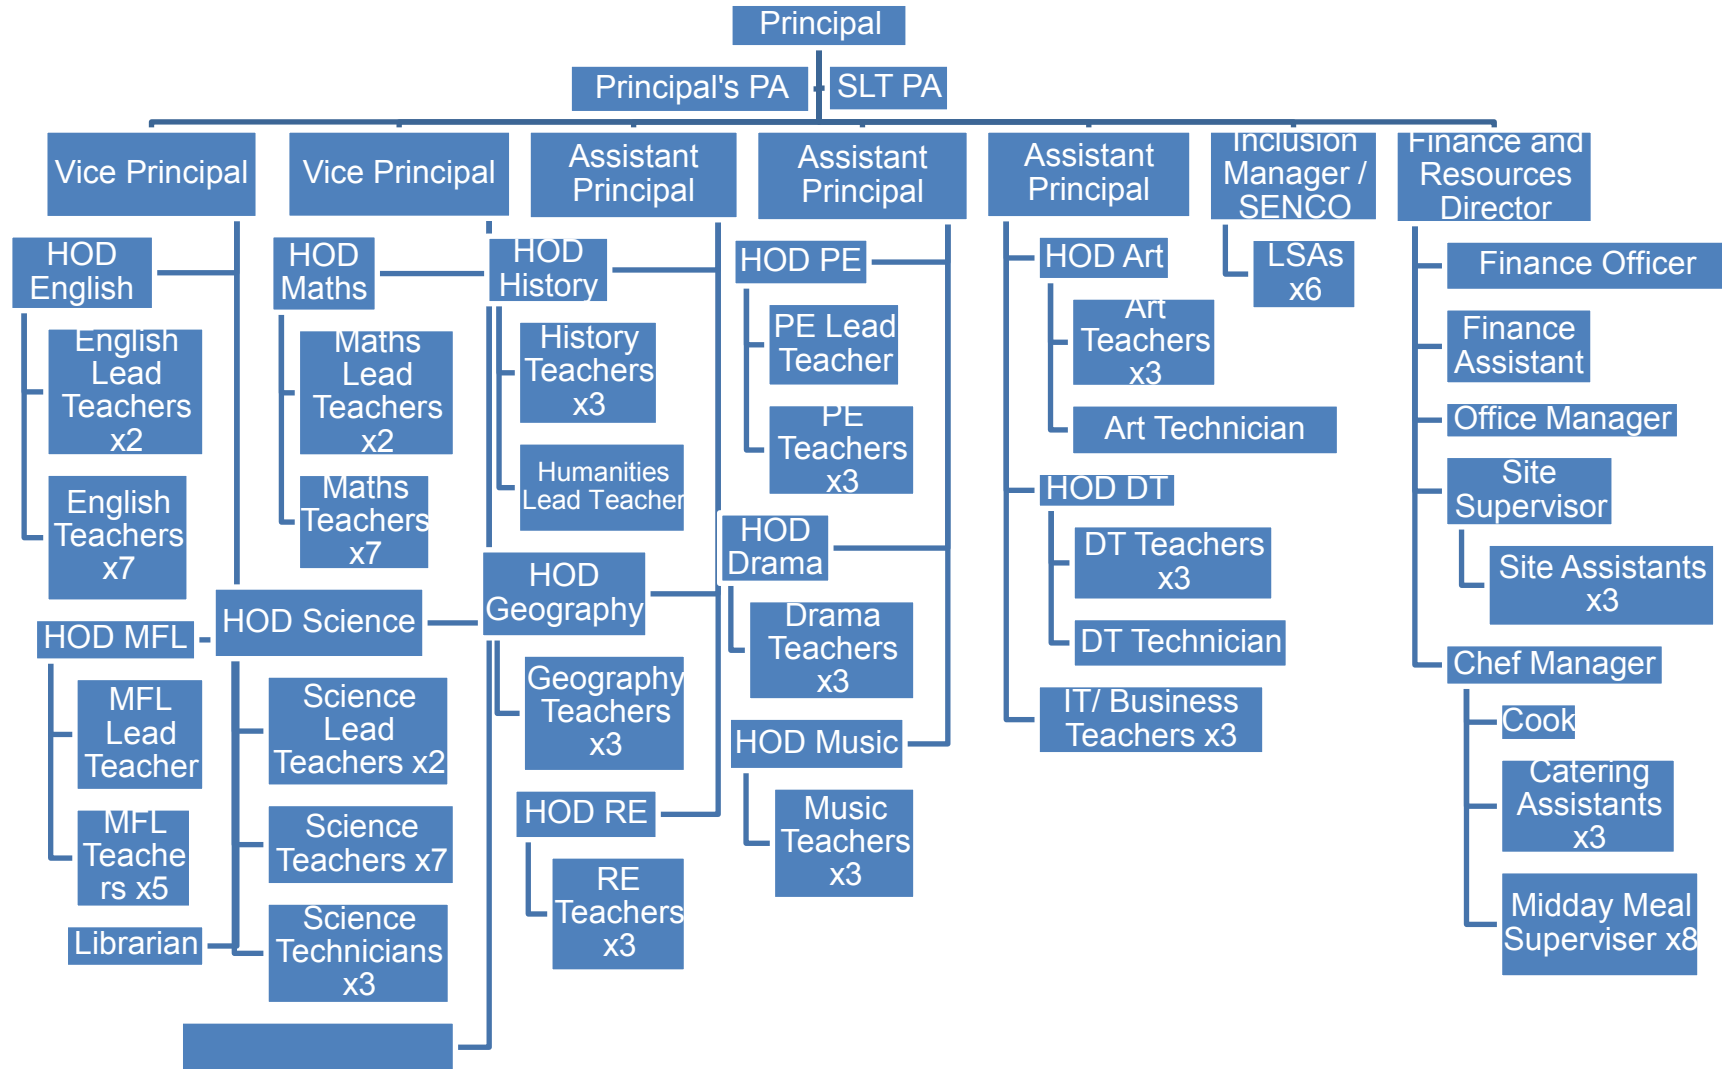 Principal
Principal's PA
SLT PA
Vice Principal
Vice Principal
Assistant
Principal
Assistant
Principal
Assistant
Principal
Inclusion
Manager /
SENCO
Finance and
Resources
Director
HOD
English
English
Lead
Teachers
x2
English
Teachers
x7
HOD MFL
MFL
Lead
Teacher
MFL
Teache
rs x5
Librarian
HOD
Maths
Maths
Lead
Teachers
x2
Maths
Teachers
x7
HOD Science
Science
Lead
Teachers x2
Science
Teachers x7
Science
Technicians
x3
HOD
History
History
Teachers
x3
Humanities
Lead Teacher
HOD
Geography
Geography
Teachers
x3
HOD RE
RE
Teachers
x3
HOD PE
PE Lead
Teacher
PE
Teachers
x3
HOD
Drama
Drama
Teachers
x3
HOD Music
Music
Teachers
x3
HOD Art
Art
Teachers
x3
Art Technician
HOD DT
DT Teachers
x3
DT Technician
IT/ Business
Teachers x3
LSAs
x6
Finance Officer
Finance
Assistant
Office Manager
Site
Supervisor
Site Assistants
x3
Chef Manager
Cook
Catering
Assistants
x3
Midday Meal
Superviser x8